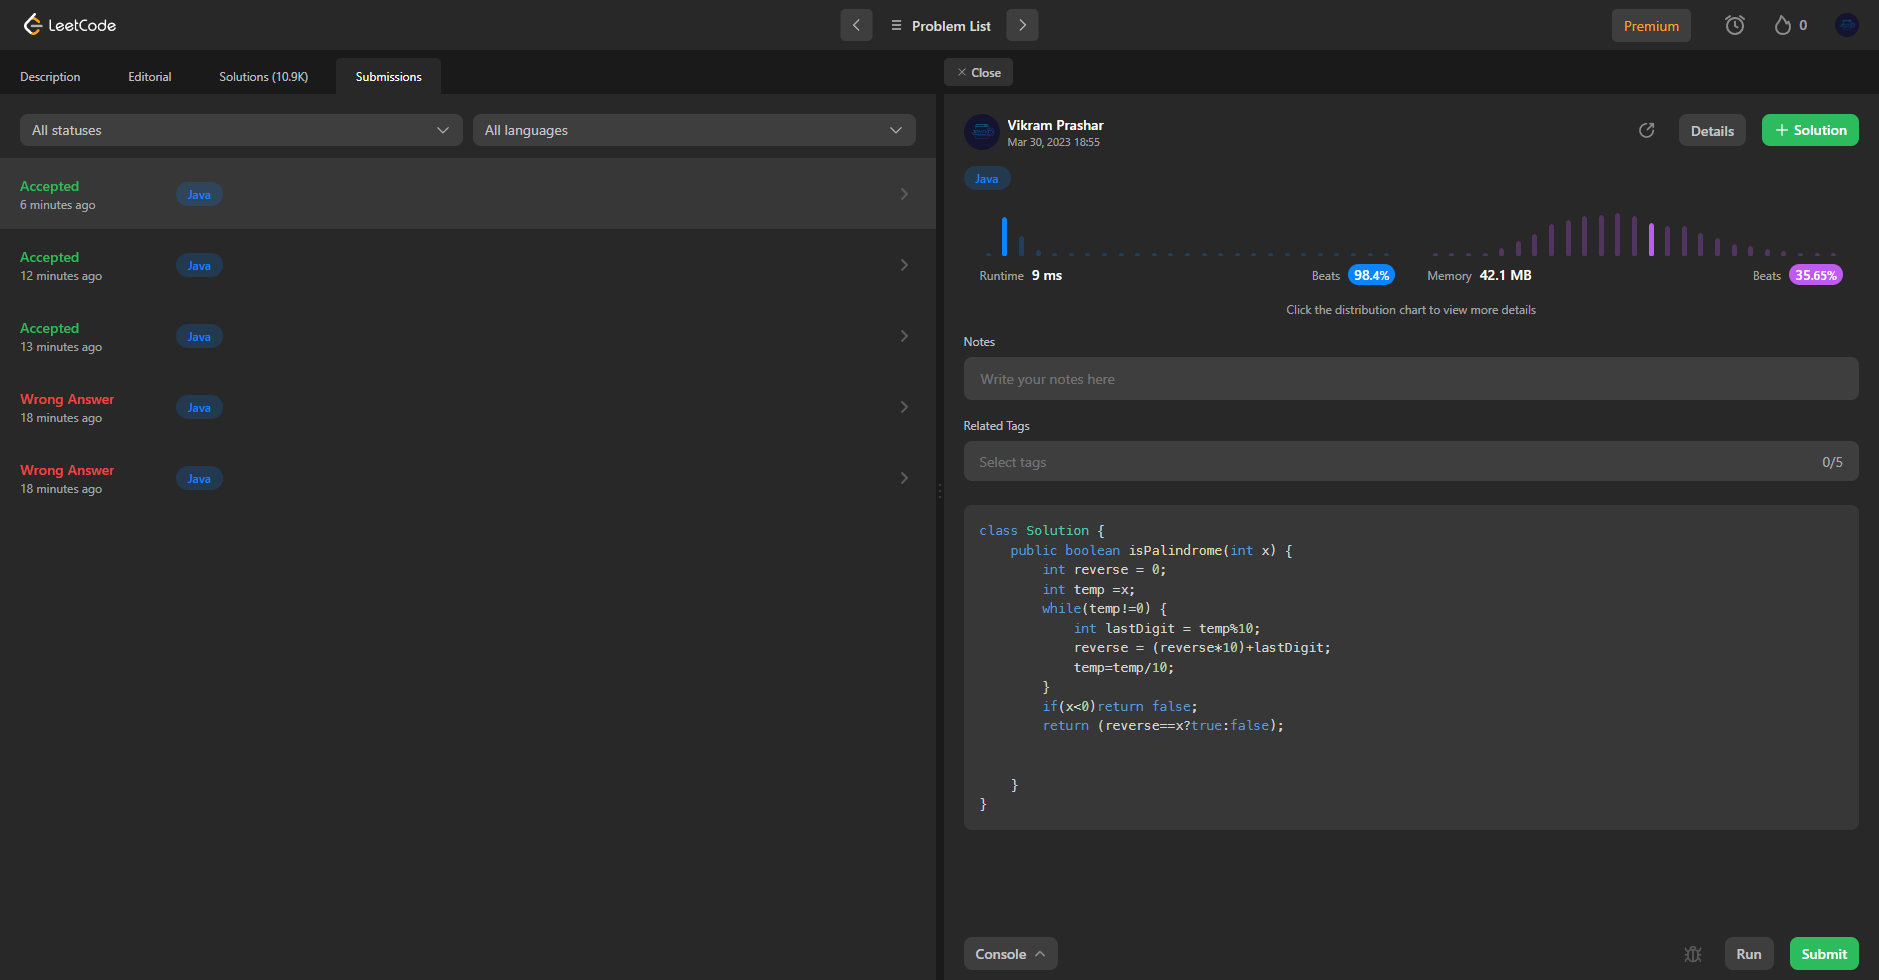 LeetCode
Problem List
Premium
0
Description Editorial Solutions (10.9K) Submissions
All statuses All languages
Accepted
6 minutes ago
Java
Accepted
12 minutes ago
Java
Accepted
13 minutes ago
Java
Wrong Answer
18 minutes ago
Java
Wrong Answer
18 minutes ago
Java
Close
Vikram Prashar
Mar 30, 2023 18:55
Details
+ Solution
Java
Runtime 9 ms Beats 98.4% Memory 42.1 MB Beats 35.65%
Click the distribution chart to view more details
Notes
Write your notes here
Related Tags
Select tags 0/5
class Solution {
    public boolean isPalindrome(int x) {
        int reverse = 0;
        int temp =x;
        while(temp!=0) {
            int lastDigit = temp%10;
            reverse = (reverse*10)+lastDigit;
            temp=temp/10;
        }
        if(x<0)return false;
        return (reverse==x?true:false);
    }
}
Console Run Submit